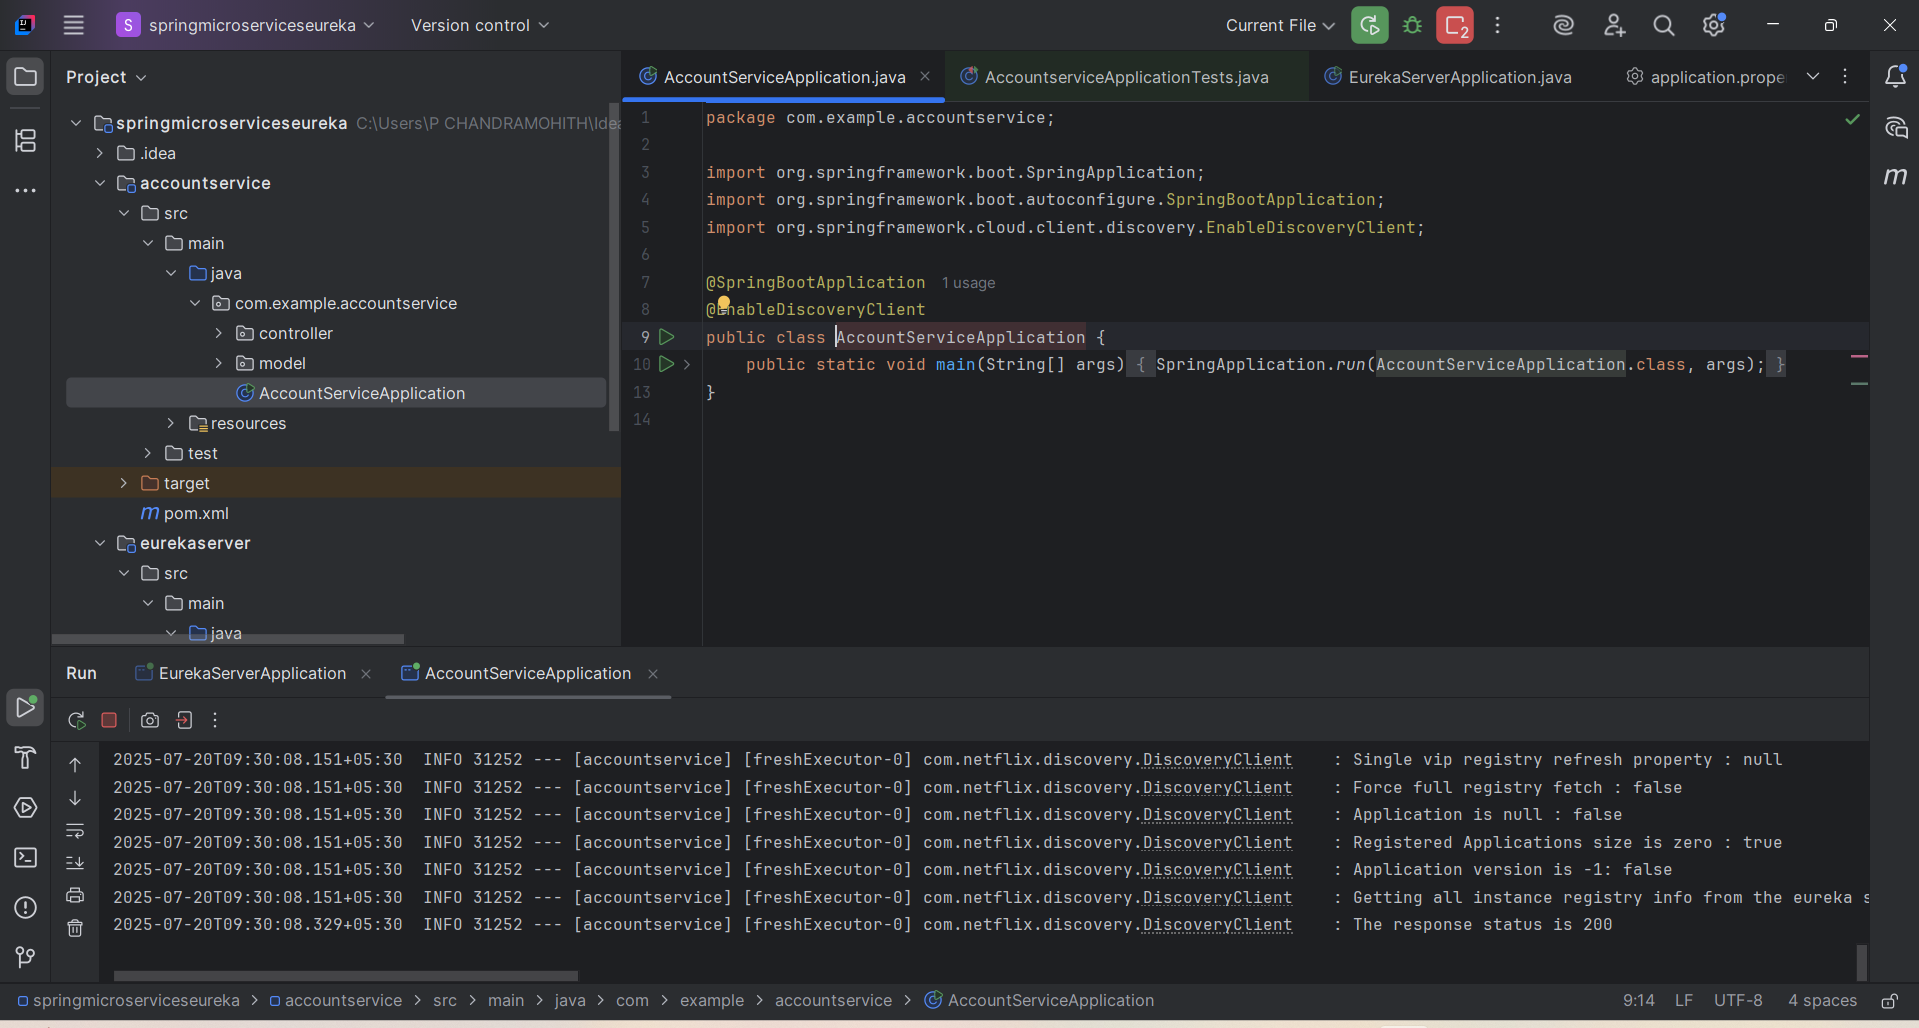 S springmicroserviceseureka Version control Current File 2
Project
springmicroserviceseureka C:\Users\P CHANDRAMOHITH\Ide
.idea
accountservice
src
main
java
com.example.accountservice
controller
model
AccountServiceApplication
resources
test
target
m pom.xml
eurekaserver
src
main
java
AccountServiceApplication.java AccountserviceApplicationTests.java EurekaServerApplication.java application.prope
1 package com.example.accountservice;
2
3 import org.springframework.boot.SpringApplication;
4 import org.springframework.boot.autoconfigure.SpringBootApplication;
5 import org.springframework.cloud.client.discovery.EnableDiscoveryClient;
6
7 @SpringBootApplication 1 usage
8 @EnableDiscoveryClient
9 public class AccountServiceApplication {
10 public static void main(String[] args) { SpringApplication.run(AccountServiceApplication.class, args); }
13 }
14
m
Run EurekaServerApplication AccountServiceApplication
2025-07-20T09:30:08.151+05:30 INFO 31252 --- [accountservice] [freshExecutor-0] com.netflix.discovery.DiscoveryClient : Single vip registry refresh property : null
2025-07-20T09:30:08.151+05:30 INFO 31252 --- [accountservice] [freshExecutor-0] com.netflix.discovery.DiscoveryClient : Force full registry fetch : false
2025-07-20T09:30:08.151+05:30 INFO 31252 --- [accountservice] [freshExecutor-0] com.netflix.discovery.DiscoveryClient : Application is null : false
2025-07-20T09:30:08.151+05:30 INFO 31252 --- [accountservice] [freshExecutor-0] com.netflix.discovery.DiscoveryClient : Registered Applications size is zero : true
2025-07-20T09:30:08.151+05:30 INFO 31252 --- [accountservice] [freshExecutor-0] com.netflix.discovery.DiscoveryClient : Application version is -1: false
2025-07-20T09:30:08.151+05:30 INFO 31252 --- [accountservice] [freshExecutor-0] com.netflix.discovery.DiscoveryClient : Getting all instance registry info from the eureka s
2025-07-20T09:30:08.329+05:30 INFO 31252 --- [accountservice] [freshExecutor-0] com.netflix.discovery.DiscoveryClient : The response status is 200
springmicroserviceseureka > accountservice > src > main > java > com > example > accountservice > AccountServiceApplication 9:14 LF UTF-8 4 spaces